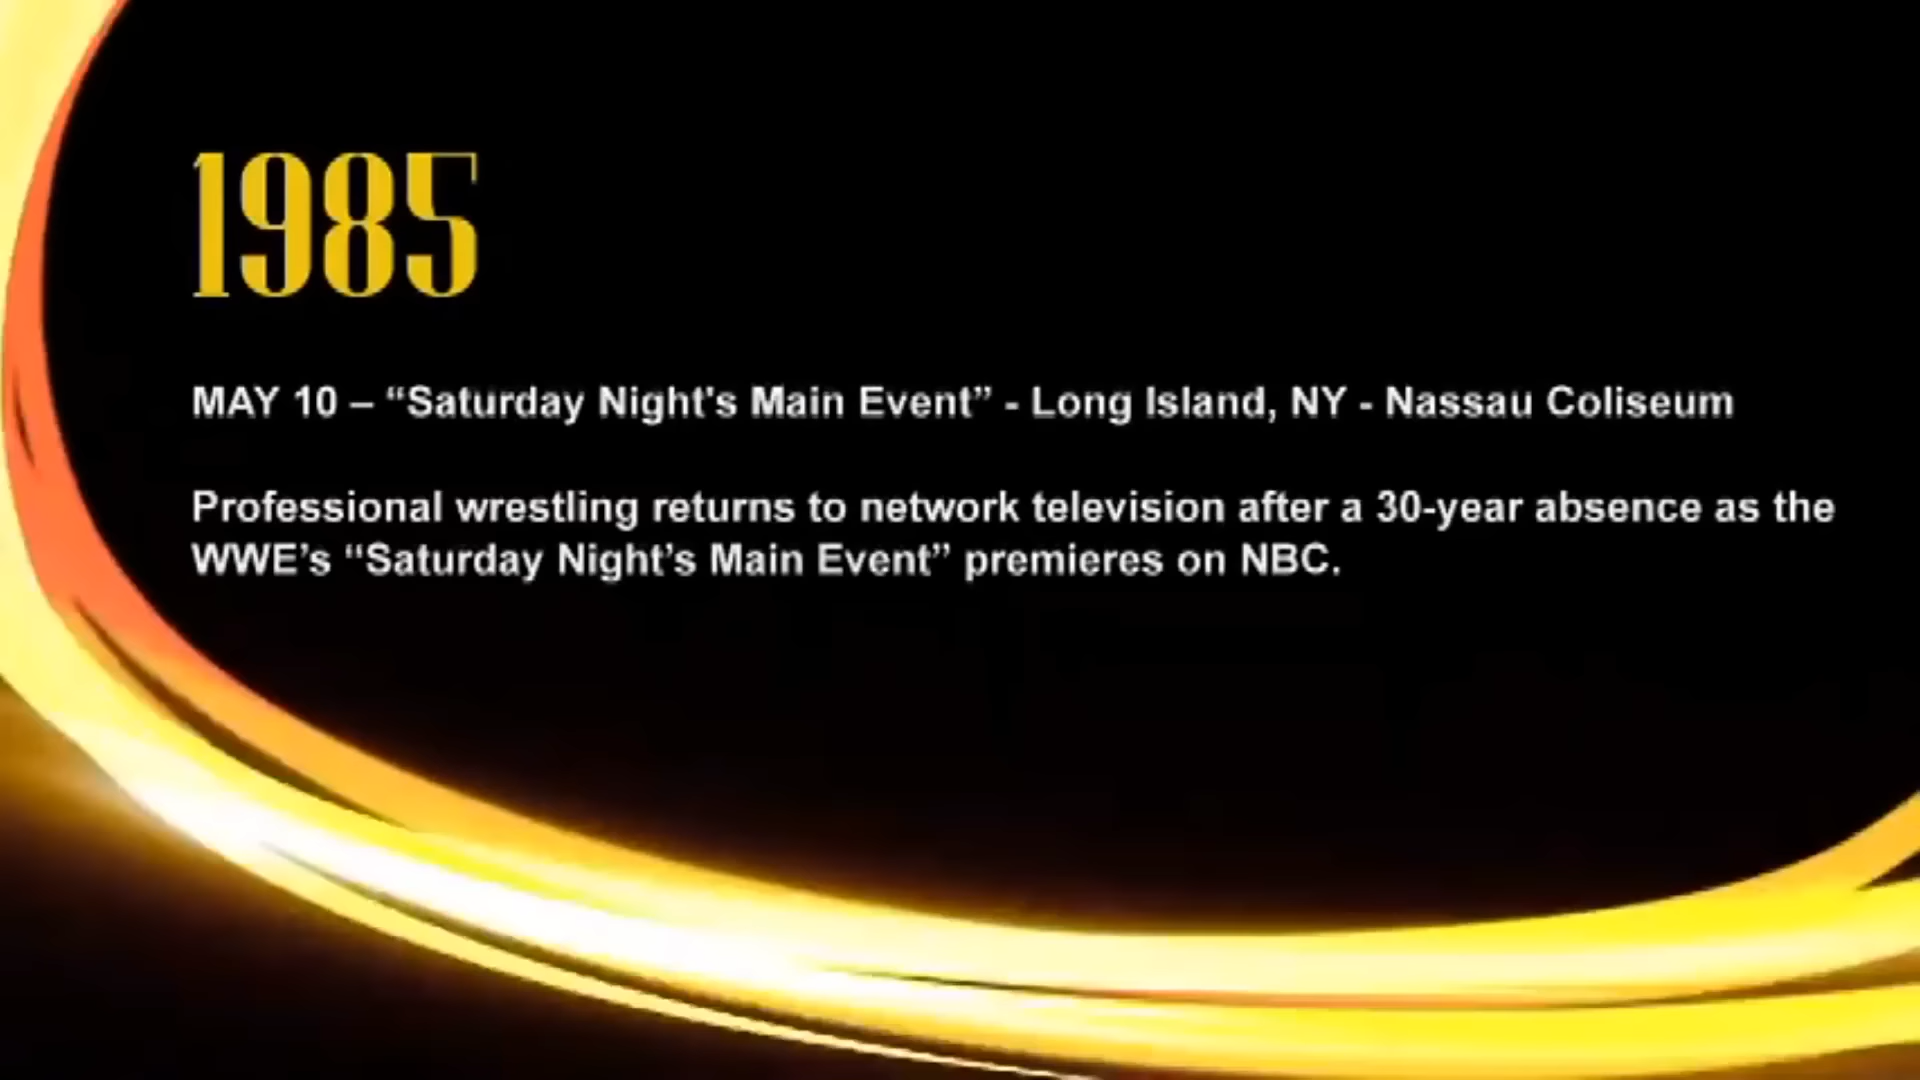 1985
MAY 10 – “Saturday Night's Main Event” - Long Island, NY - Nassau Coliseum
Professional wrestling returns to network television after a 30-year absence as the
WWE’s “Saturday Night’s Main Event” premieres on NBC.